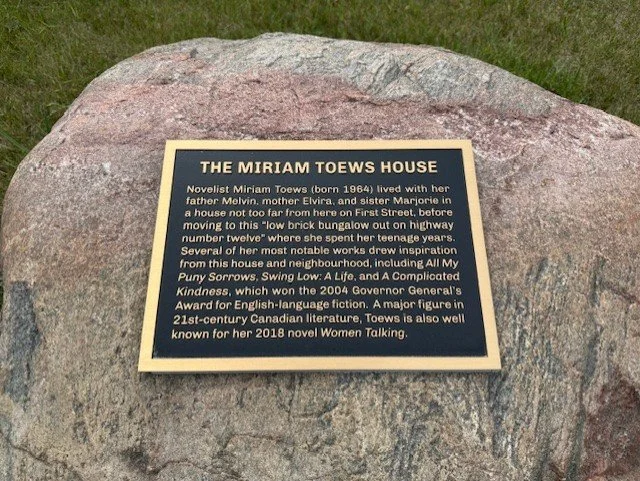 THE MIRIAM TOEWS HOUSE
Novelist Miriam Toews (born 1964) lived with her
father Melvin, mother Elvira, and sister Marjorie in
a house not too far from here on First Street, before
moving to this "low brick bungalow out on highway
number twelve" where she spent her teenage years.
Several of her most notable works drew inspiration
from this house and neighbourhood, including All My
Puny Sorrows, Swing Low: A Life, and A Complicated
Kindness, which won the 2004 Governor General's
Award for English-language fiction. A major figure in
21st-century Canadian literature, Toews is also well
known for her 2018 novel Women Talking.